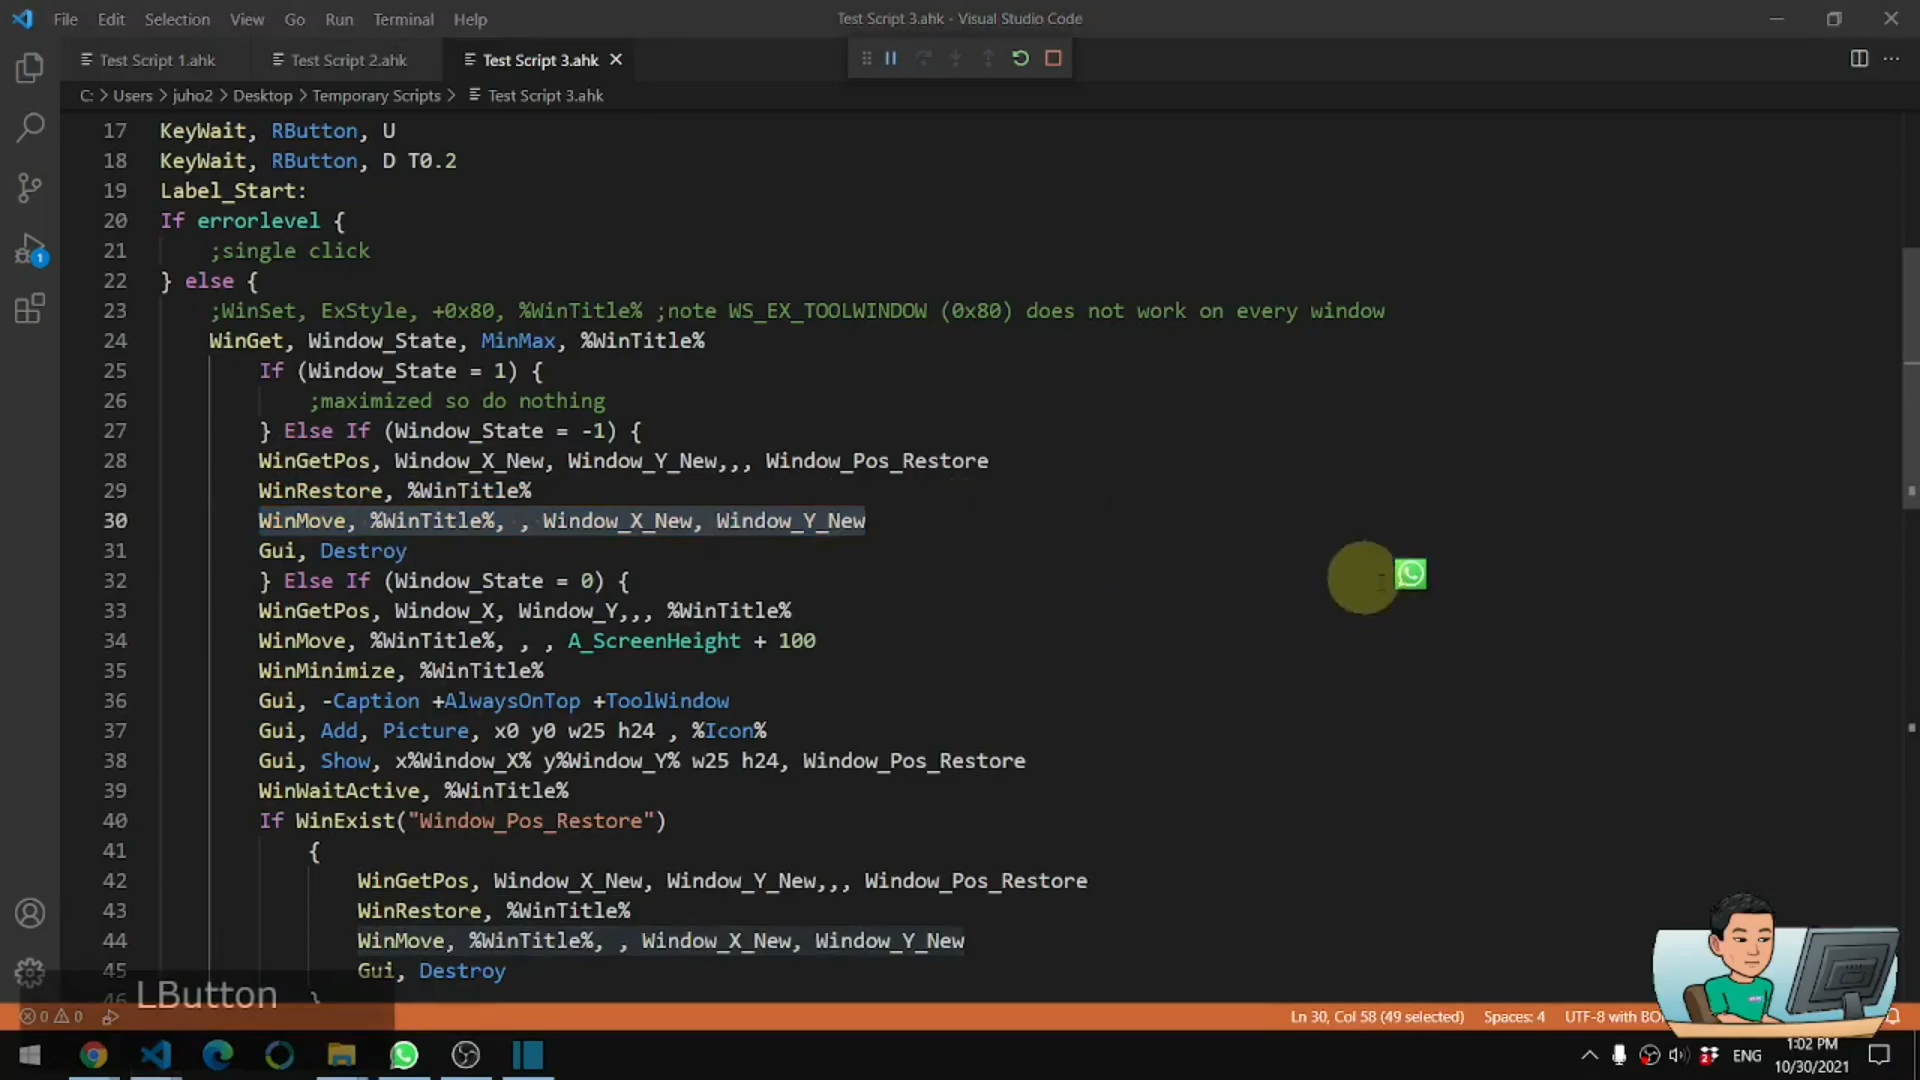 File Edit Selection View Go Run Terminal Help
Test Script 3.ahk - Visual Studio Code
Test Script 1.ahk Test Script 2.ahk Test Script 3.ahk
C: > Users > juho2 > Desktop > Temporary Scripts > Test Script 3.ahk
17 KeyWait, RButton, U
18 KeyWait, RButton, D T0.2
19 Label_Start:
20 If errorlevel {
21 ;single click
22 } else {
23 ;WinSet, ExStyle, +0x80, %WinTitle% ;note WS_EX_TOOLWINDOW (0x80) does not work on every window
24 WinGet, Window_State, MinMax, %WinTitle%
25 If (Window_State = 1) {
26 ;maximized so do nothing
27 } Else If (Window_State = -1) {
28 WinGetPos, Window_X_New, Window_Y_New,,, Window_Pos_Restore
29 WinRestore, %WinTitle%
30 WinMove, %WinTitle%, , Window_X_New, Window_Y_New
31 Gui, Destroy
32 } Else If (Window_State = 0) {
33 WinGetPos, Window_X, Window_Y,,, %WinTitle%
34 WinMove, %WinTitle%, , , A_ScreenHeight + 100
35 WinMinimize, %WinTitle%
36 Gui, -Caption +AlwaysOnTop +ToolWindow
37 Gui, Add, Picture, x0 y0 w25 h24 , %Icon%
38 Gui, Show, x%Window_X% y%Window_Y% w25 h24, Window_Pos_Restore
39 WinWaitActive, %WinTitle%
40 If WinExist("Window_Pos_Restore")
41 {
42 WinGetPos, Window_X_New, Window_Y_New,,, Window_Pos_Restore
43 WinRestore, %WinTitle%
44 WinMove, %WinTitle%, , Window_X_New, Window_Y_New
45 Gui, Destroy
46 }
LButton
0 0 Ln 30, Col 58 (49 selected) Spaces: 4 UTF-8 with BO
ENG 1:02 PM
10/30/2021